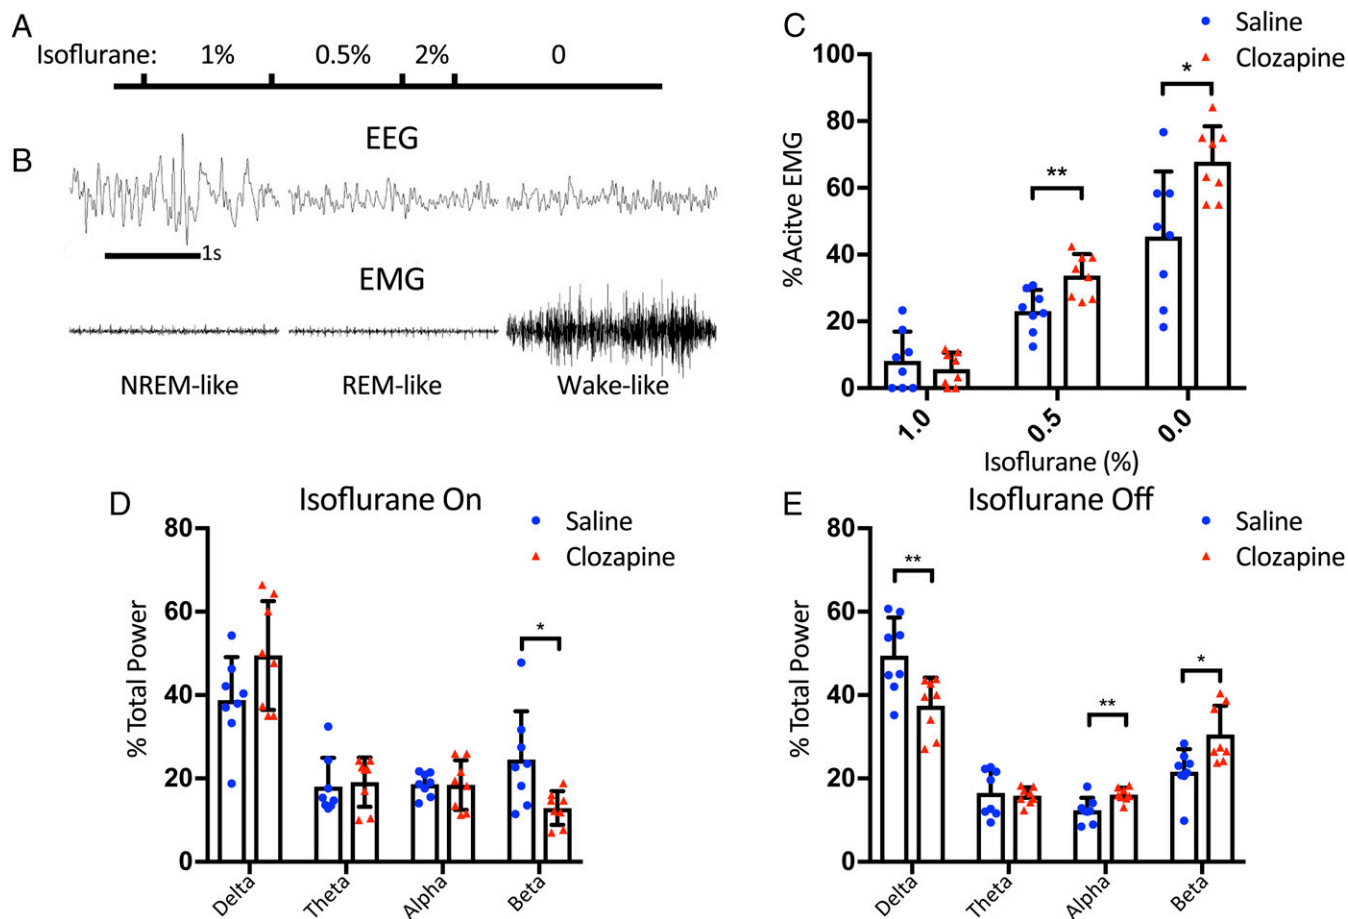 A
Isoflurane: 1% 0.5% 2% 0
B
EEG
1s
EMG
NREM-like REM-like Wake-like
C
Saline
Clozapine
% Acitve EMG
100
80
60
40
20
0
**
*
1.0 0.5 0.0
Isoflurane (%)
D
Isoflurane On
Saline
Clozapine
% Total Power
80
60
40
20
0
*
Delta Theta Alpha Beta
E
Isoflurane Off
Saline
Clozapine
% Total Power
80
60
40
20
0
**
**
*
Delta Theta Alpha Beta